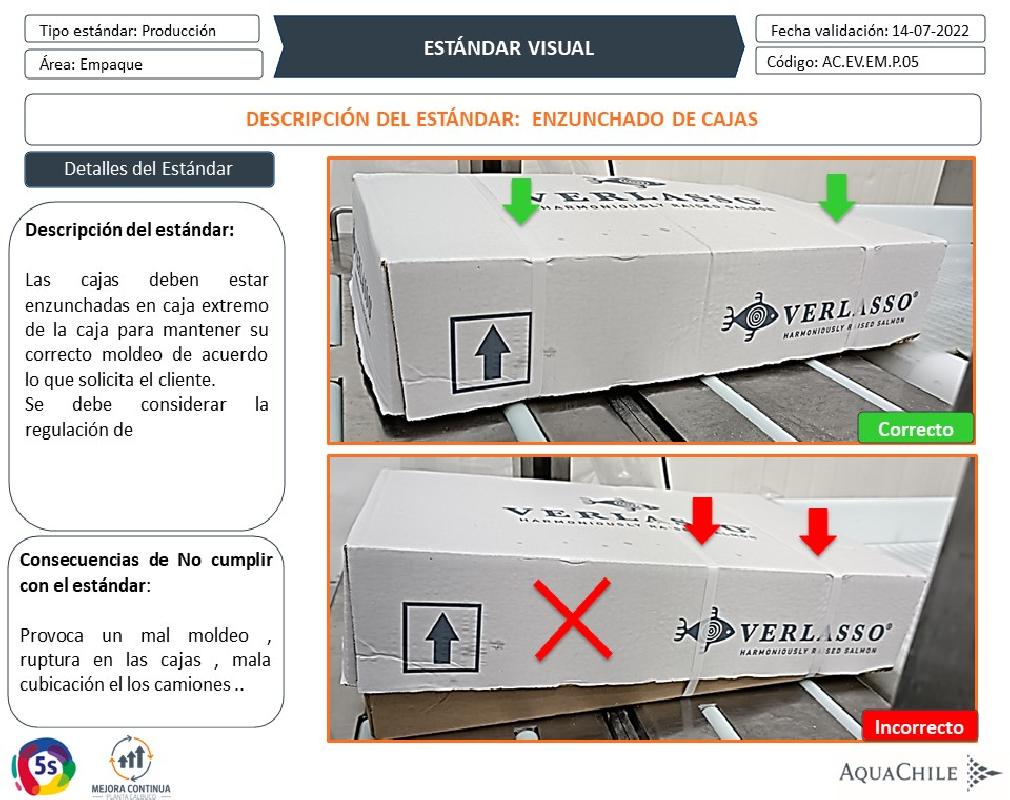 Tipo estándar: Producción
Área: Empaque
ESTÁNDAR VISUAL
Fecha validación: 14-07-2022
Código: AC.EV.EM.P.05
DESCRIPCIÓN DEL ESTÁNDAR: ENZUNCHADO DE CAJAS
Detalles del Estándar
Descripción del estándar:
Las cajas deben estar
enzunchadas en caja extremo
de la caja para mantener su
correcto moldeo de acuerdo
lo que solicita el cliente.
Se debe considerar la
regulación de
Consecuencias de No cumplir
con el estándar:
Provoca un mal moldeo ,
ruptura en las cajas , mala
cubicación el los camiones ..
VERLASSO
HARMONIOUSLY RAISED SALMON
VERLASSO®
HARMONIOUSLY RAISED SALMON
Correcto
VERLASSO
HARMONIOUSLY RAISED SALMON
VERLASSO®
HARMONIOUSLY RAISED SALMON
Incorrecto
5s
MEJORA CONTINUA
PLANTA CALBUCO
AQUACHILE